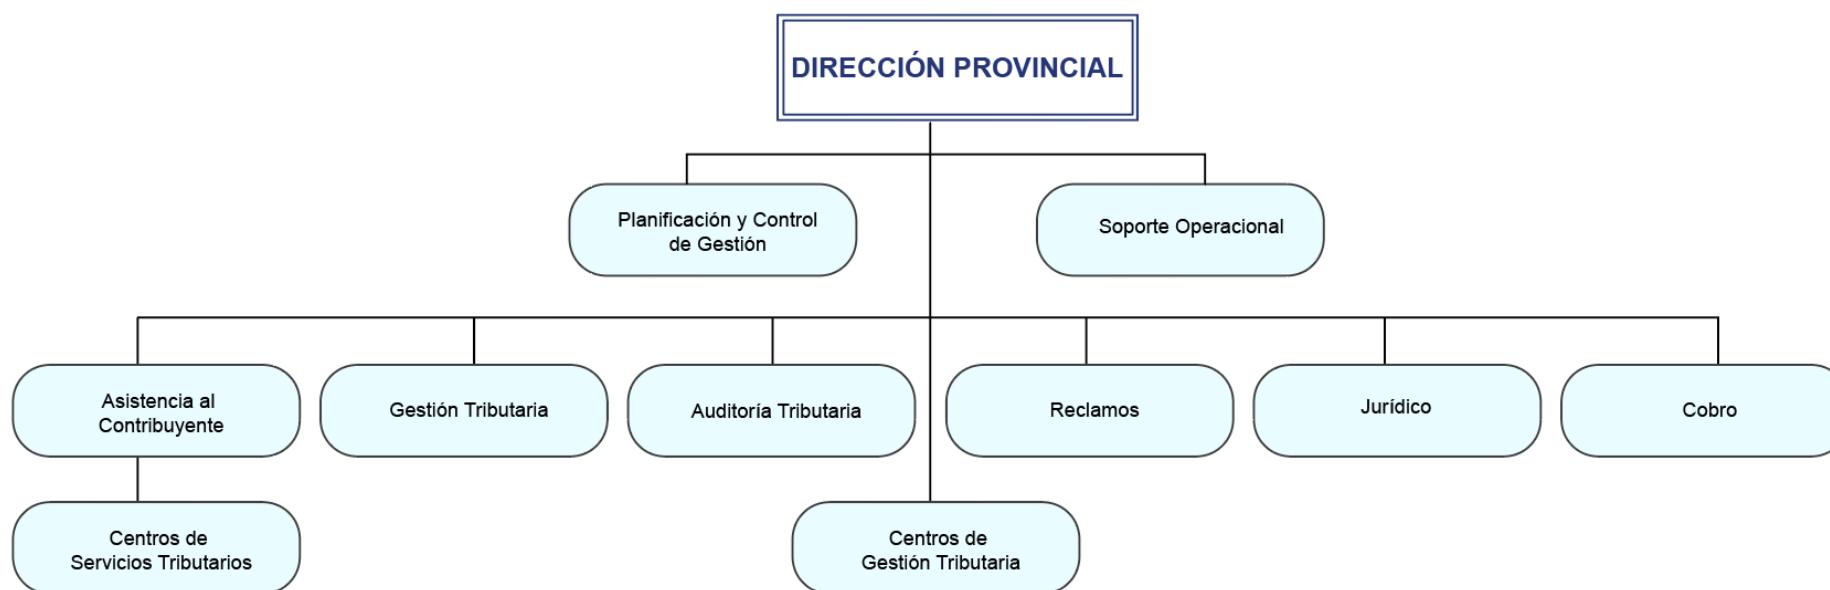 DIRECCIÓN PROVINCIAL
Planificación y Control
de Gestión
Soporte Operacional
Asistencia al
Contribuyente
Gestión Tributaria
Auditoría Tributaria
Reclamos
Jurídico
Cobro
Centros de
Servicios Tributarios
Centros de
Gestión Tributaria